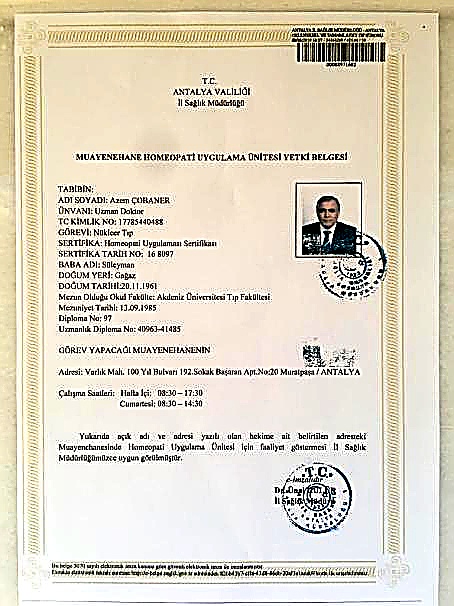 ANTALYA İL SAĞLIK MÜDÜRLÜĞÜ - ANTALYA
T.C.
ANTALYA VALİLİĞİ
İl Sağlık Müdürlüğü
MUAYENEHANE HOMEOPATİ UYGULAMA ÜNİTESİ YETKİ BELGESİ
TABİBİN:
ADI SOYADI: Azem ÇOBANER
ÜNVANI: Uzman Doktor
TC KİMLİK NO: 17785440488
GÖREVİ: Nükleer Tıp
SERTİFİKA: Homeopati Uygulaması Sertifikası
SERTİFİKA TARİH NO: 16 8097
BABA ADI: Süleyman
DOĞUM YERİ: Gağaz
DOĞUM TARİHİ:20.11.1961
Mezun Olduğu Okul Fakülte: Akdeniz Üniversitesi Tıp Fakültesi
Mezuniyet Tarihi: 13.09.1985
Diploma No: 97
Uzmanlık Diploma No: 40963-41485
GÖREV YAPACAĞI MUAYENEHANENİN
Adresi: Varlık Mah. 100 Yıl Bulvarı 192.Sokak Başaran Apt.No:20 Muratpaşa / ANTALYA
Çalışma Saatleri: Hafta İçi: 08:30 – 17:30
Cumartesi: 08:30 – 14:30
Yukarıda açık adı ve adresi yazılı olan hekime ait belirtilen adresteki
Muayenehanesinde Homeopati Uygulama Ünitesi için faaliyet göstermesi İl Sağlık
Müdürlüğümüzce uygun görülmüştür.
T.C.
e-imzalıdır
İl Sağlık Müdürü